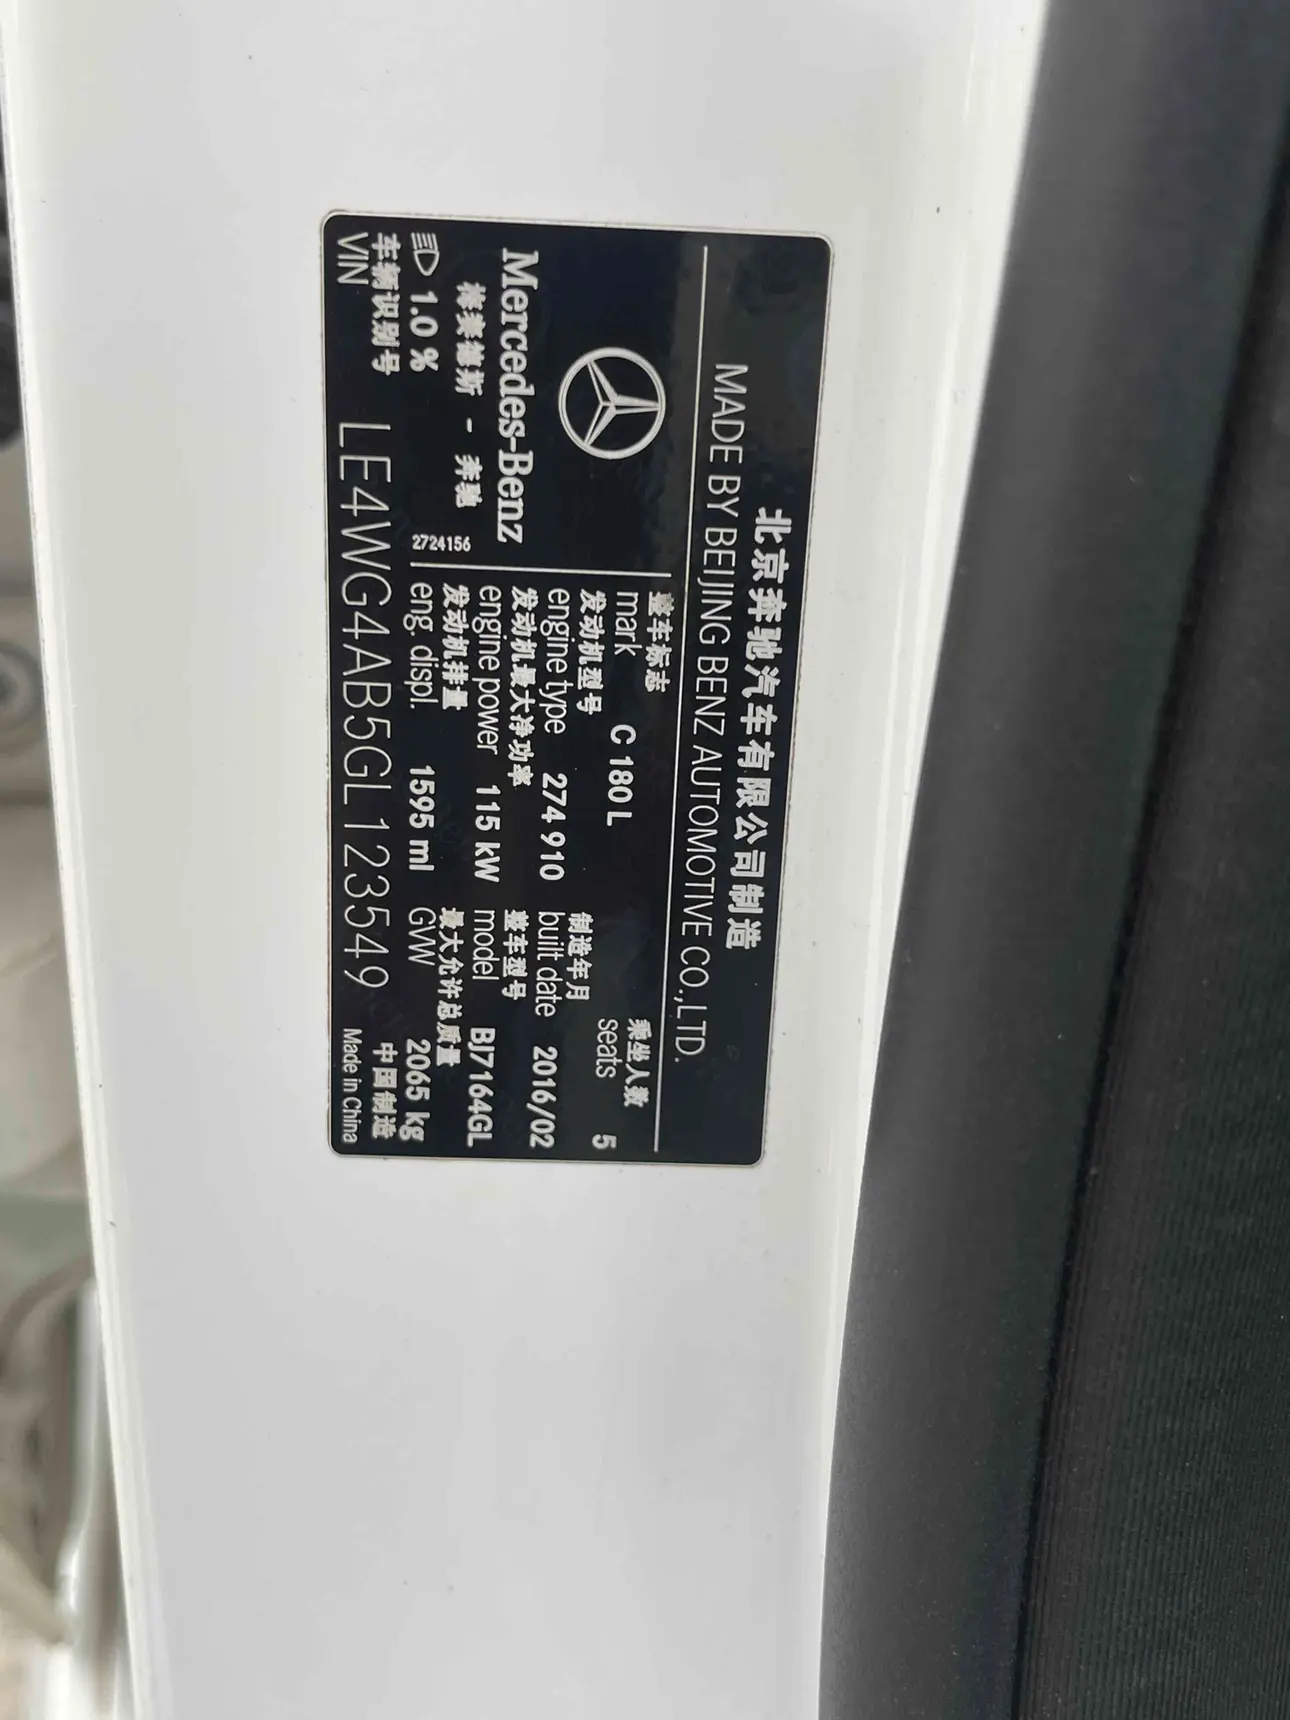 北京奔驰汽车有限公司制造
MADE BY BEIJING BENZ AUTOMOTIVE CO.,LTD.
Mercedes-Benz
梅赛德斯 - 奔驰
2724156
1.0 %
整车标志
mark C 180 L
乘坐人数
seats 5
发动机型号
engine type 274 910
制造年月
built date 2016/02
发动机最大净功率
engine power 115 kW
整车型号
model BJ7164GL
发动机排量
eng. displ. 1595 ml
最大允许总质量
GVW 2065 kg
车辆识别号
VIN LE4WG4AB5GL123549
中国制造
Made in China